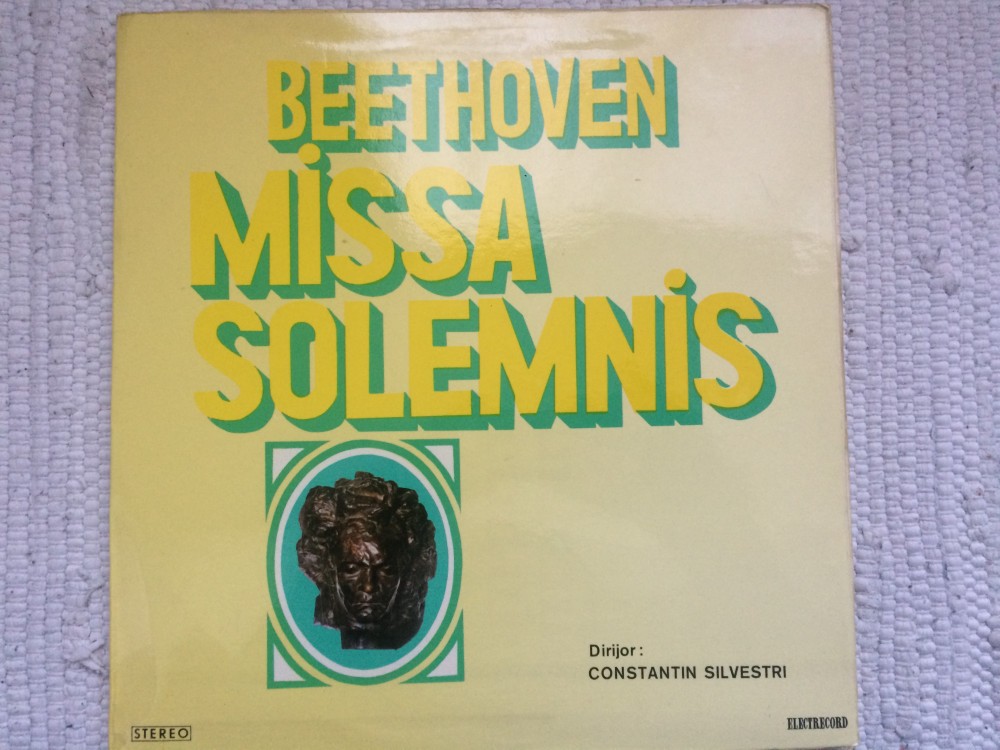 BEETHOVEN
MiSSA
SOLEMNiS
Dirijor :
CONSTANTIN SILVESTRI
STEREO
ELECTRECORD